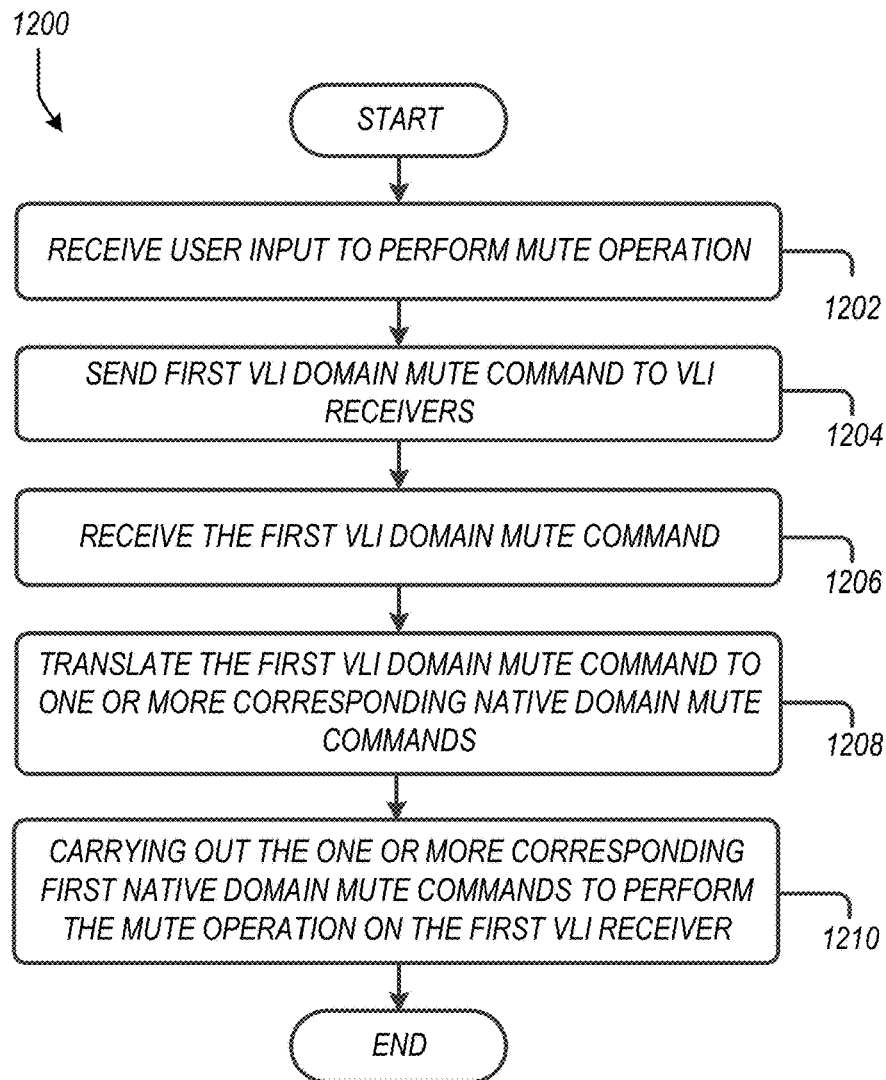 1200
START
RECEIVE USER INPUT TO PERFORM MUTE OPERATION
1202
SEND FIRST VLI DOMAIN MUTE COMMAND TO VLI
RECEIVERS
1204
RECEIVE THE FIRST VLI DOMAIN MUTE COMMAND
1206
TRANSLATE THE FIRST VLI DOMAIN MUTE COMMAND TO
ONE OR MORE CORRESPONDING NATIVE DOMAIN MUTE
COMMANDS
1208
CARRYING OUT THE ONE OR MORE CORRESPONDING
FIRST NATIVE DOMAIN MUTE COMMANDS TO PERFORM
THE MUTE OPERATION ON THE FIRST VLI RECEIVER
1210
END